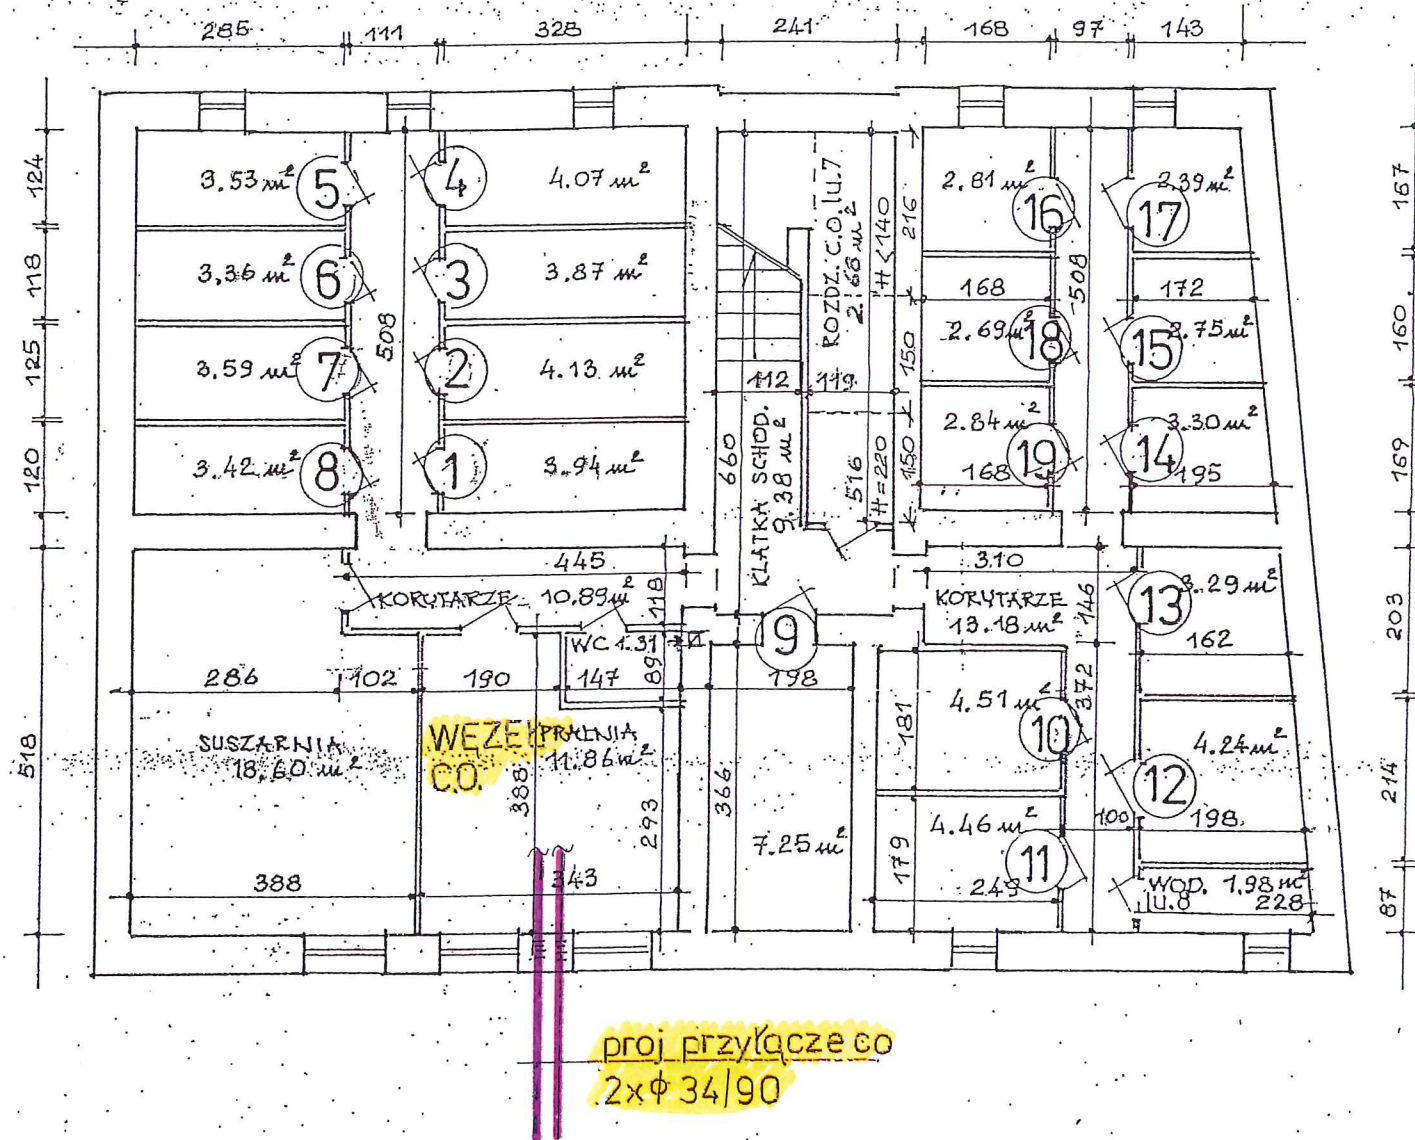 285 111 328 241 168 97 143
124
118
125
120
518
167
160
169
203
214
87
3.53 m²
5
4
4.07 m²
3,36 m²
6
3
3.87 m²
3.59 m²
7
2
4.13 m²
3.42 m²
8
1
3.94 m²
508
ROZDZ. C.O. lu.7
2.68 m²
H<140
216
150
150
112 119
660
KLATKA SCHOD.
9.38 m²
516
H=220
2.81 m²
16
2,39 m²
17
168
508
172
2.69 m²
18
15
2.75 m²
2.84 m²
19
14
3.30 m²
168
195
445
KORYTARZE 10.89 m²
118
WC 1.31
89
286 102 190 147
198
9
310
KORYTARZE
13.18 m²
146
13
3.29 m²
162
SUSZARNIA
18.60 m²
WĘZEŁ
C.O.
PRALNIA
11.86 m²
388
293
366
7.25 m²
388
343
4.51 m²
10
181
372
4.24 m²
12
4.46 m²
11
179
100
198
249
WOD. 1,98 m²
lu.8
228
proj przyłącze co
2xϕ 34/90